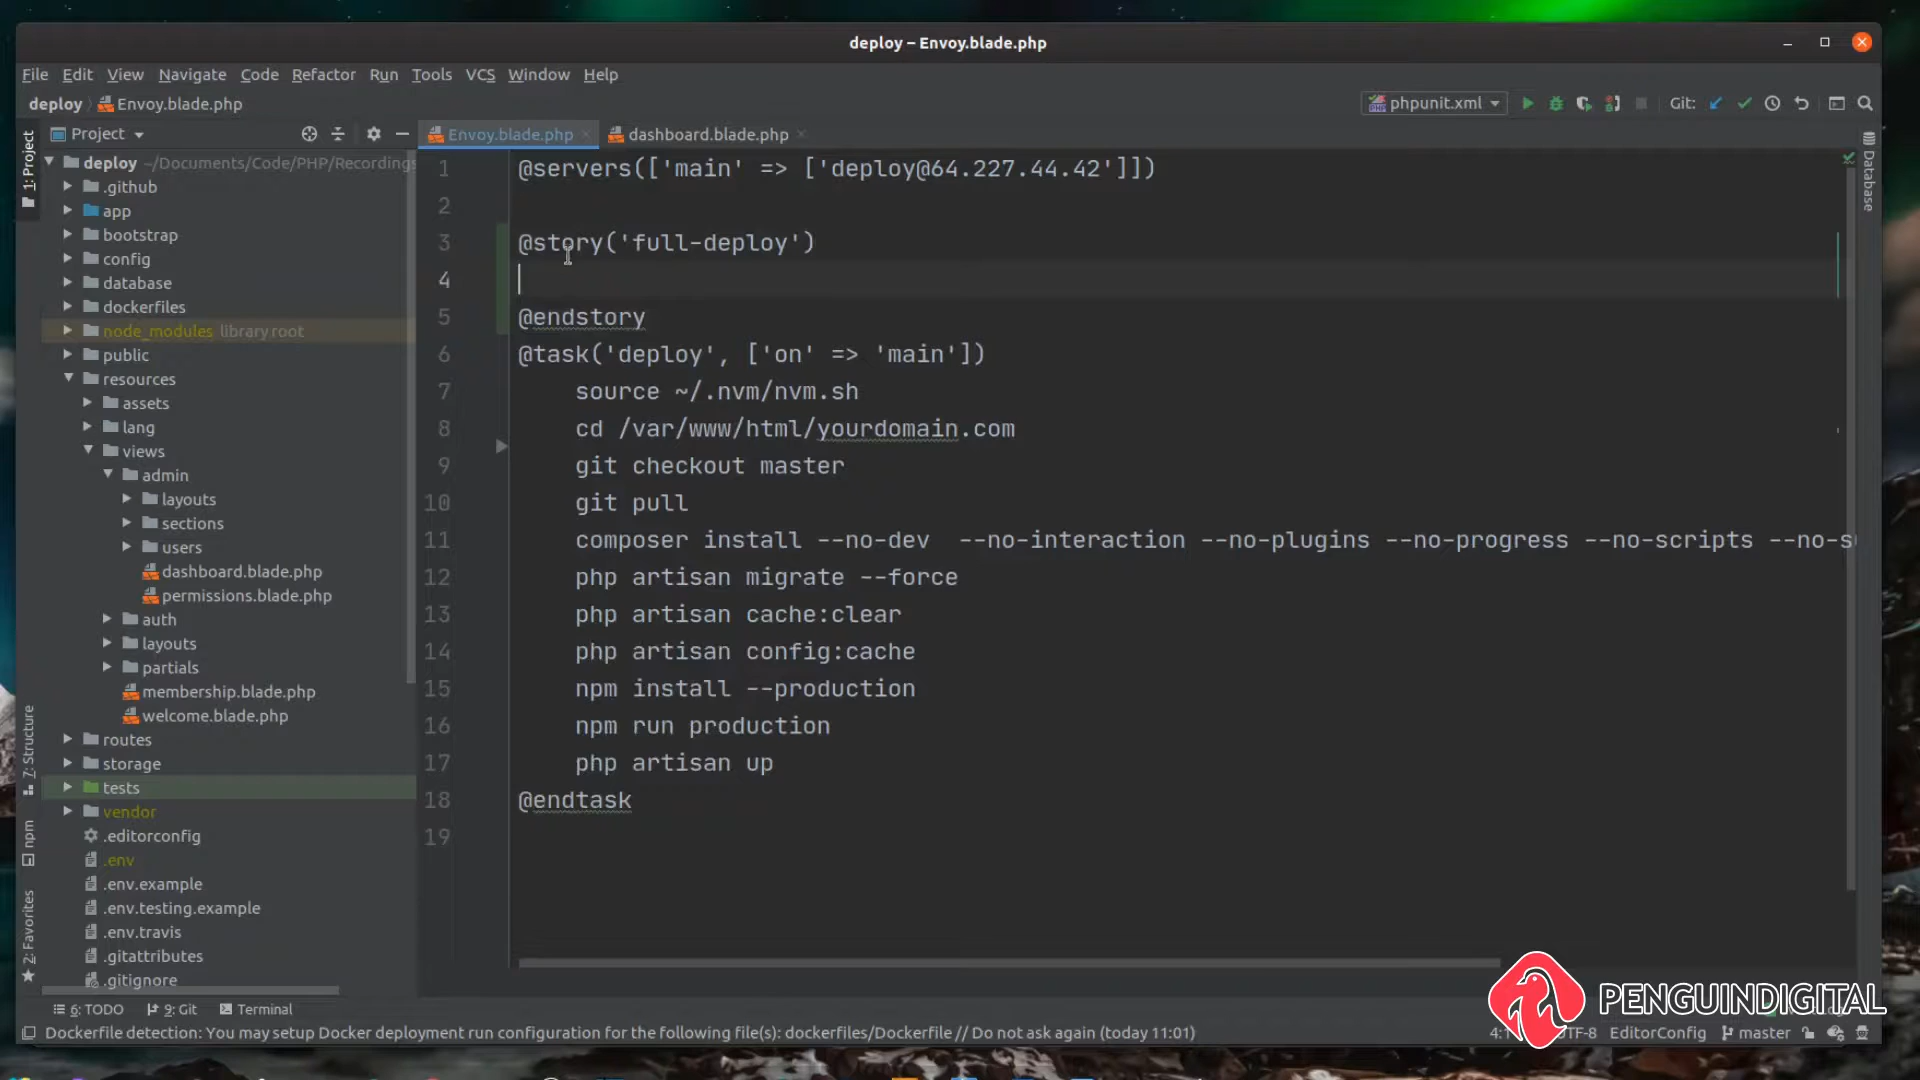 deploy – Envoy.blade.php
File Edit View Navigate Code Refactor Run Tools VCS Window Help
deploy Envoy.blade.php
phpunit.xml Git:
Project
Envoy.blade.php dashboard.blade.php
1: Project
7: Structure
npm
2: Favorites
Database
deploy ~/Documents/Code/PHP/Recordings
.github
app
bootstrap
config
database
dockerfiles
node_modules library root
public
resources
assets
lang
views
admin
layouts
sections
users
dashboard.blade.php
permissions.blade.php
auth
layouts
partials
membership.blade.php
welcome.blade.php
routes
storage
tests
vendor
.editorconfig
.env
.env.example
.env.testing.example
.env.travis
.gitattributes
.gitignore
1 @servers(['main' => ['deploy@64.227.44.42']])
2
3 @story('full-deploy')
4
5 @endstory
6 @task('deploy', ['on' => 'main'])
7 source ~/.nvm/nvm.sh
8 cd /var/www/html/yourdomain.com
9 git checkout master
10 git pull
11 composer install --no-dev --no-interaction --no-plugins --no-progress --no-scripts --no-s
12 php artisan migrate --force
13 php artisan cache:clear
14 php artisan config:cache
15 npm install --production
16 npm run production
17 php artisan up
18 @endtask
19
6: TODO 9: Git Terminal
Dockerfile detection: You may setup Docker deployment run configuration for the following file(s): dockerfiles/Dockerfile // Do not ask again (today 11:01)
4:1 UTF-8 EditorConfig master
PENGUINDIGITAL